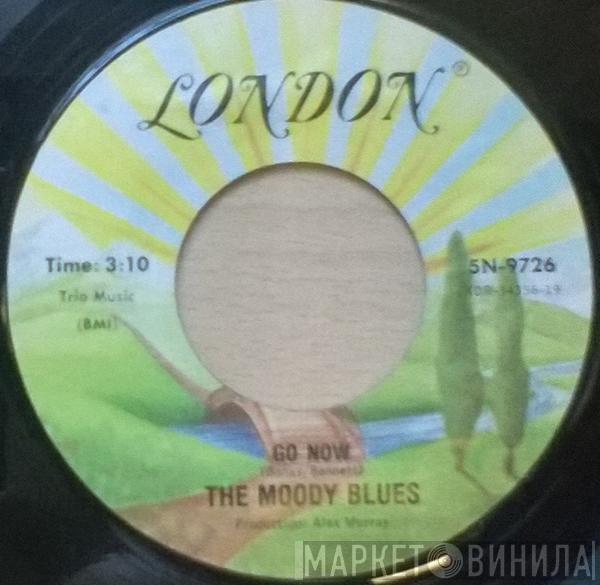 LONDON®
Time: 3:10
Trio Music
(BMI)
5N-9726
GO NOW
THE MOODY BLUES
Production: Alex Murray
МАРКЕТ ВИНИЛА